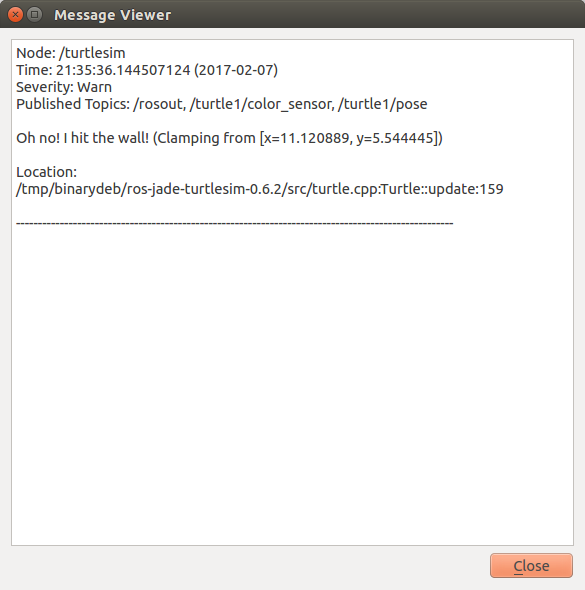 Message Viewer
Node: /turtlesim
Time: 21:35:36.144507124 (2017-02-07)
Severity: Warn
Published Topics: /rosout, /turtle1/color_sensor, /turtle1/pose
Oh no! I hit the wall! (Clamping from [x=11.120889, y=5.544445])
Location:
/tmp/binarydeb/ros-jade-turtlesim-0.6.2/src/turtle.cpp:Turtle::update:159
----------------------------------------------------------------------------------------------------
Close